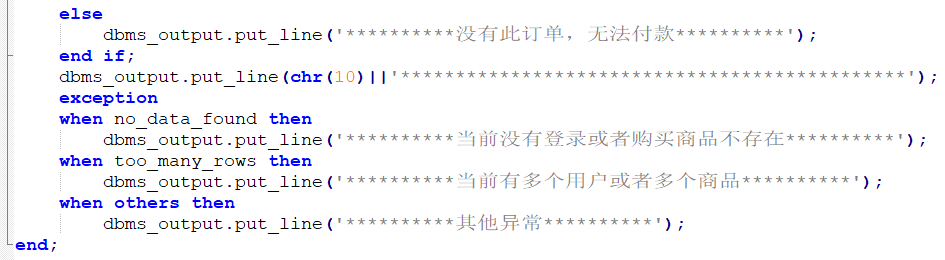 else
dbms_output.put_line('**********没有此订单，无法付款**********');
end if;
dbms_output.put_line(chr(10)||'**********************************************');
exception
when no_data_found then
dbms_output.put_line('**********当前没有登录或者购买商品不存在**********');
when too_many_rows then
dbms_output.put_line('**********当前有多个用户或者多个商品**********');
when others then
dbms_output.put_line('**********其他异常**********');
end;